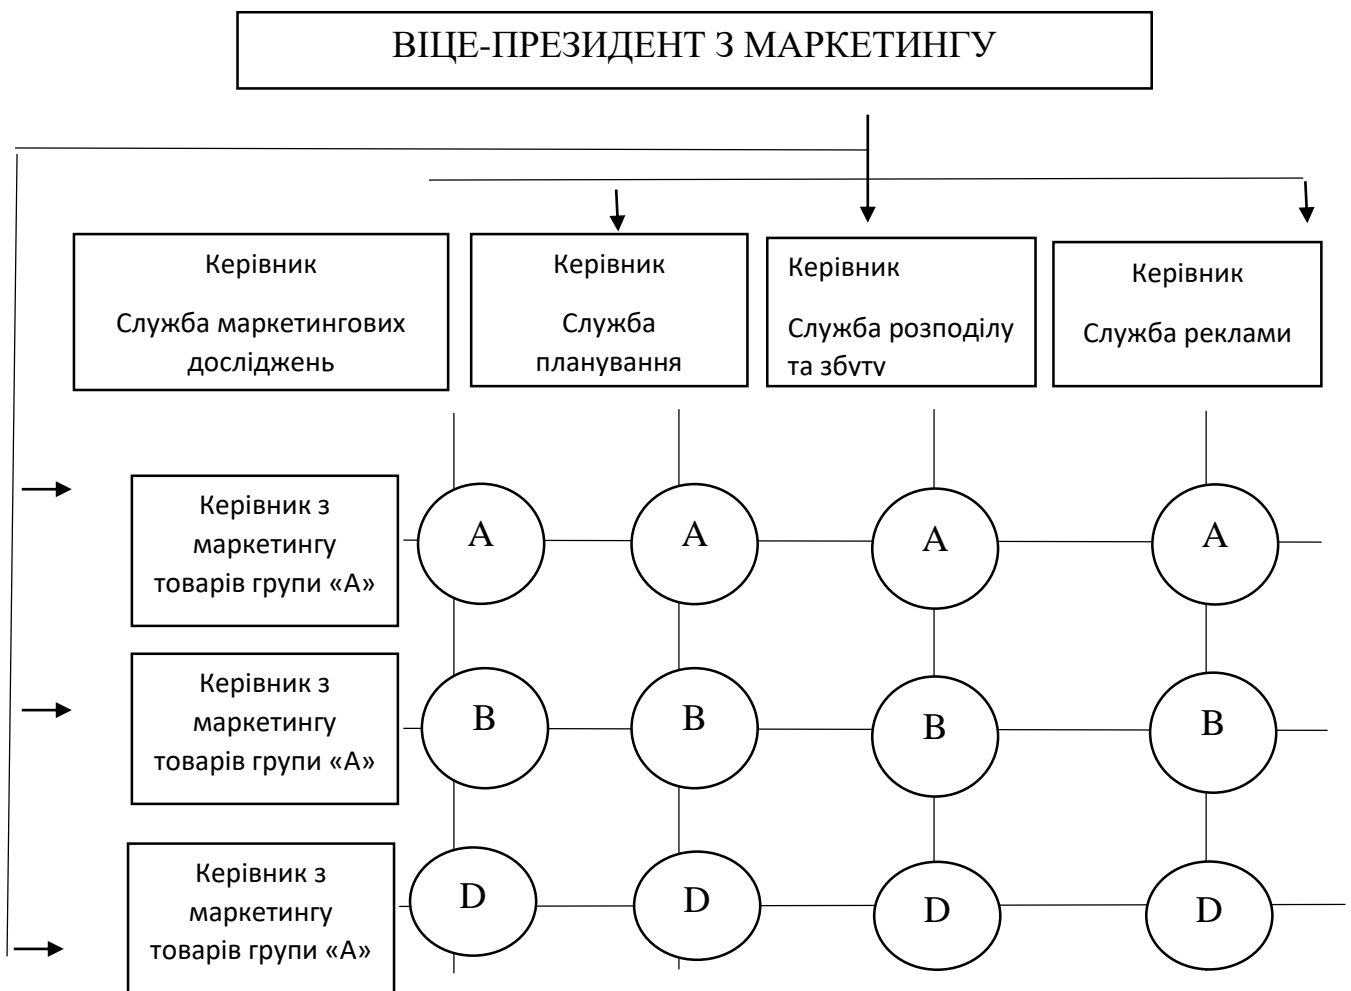 ВІЦЕ-ПРЕЗИДЕНТ З МАРКЕТИНГУ
Керівник
Служба маркетингових
досліджень
Керівник
Служба
планування
Керівник
Служба розподілу
та збуту
Керівник
Служба реклами
Керівник з
маркетингу
товарів групи «А»
A
A
A
A
Керівник з
маркетингу
товарів групи «А»
B
B
B
B
Керівник з
маркетингу
товарів групи «А»
D
D
D
D